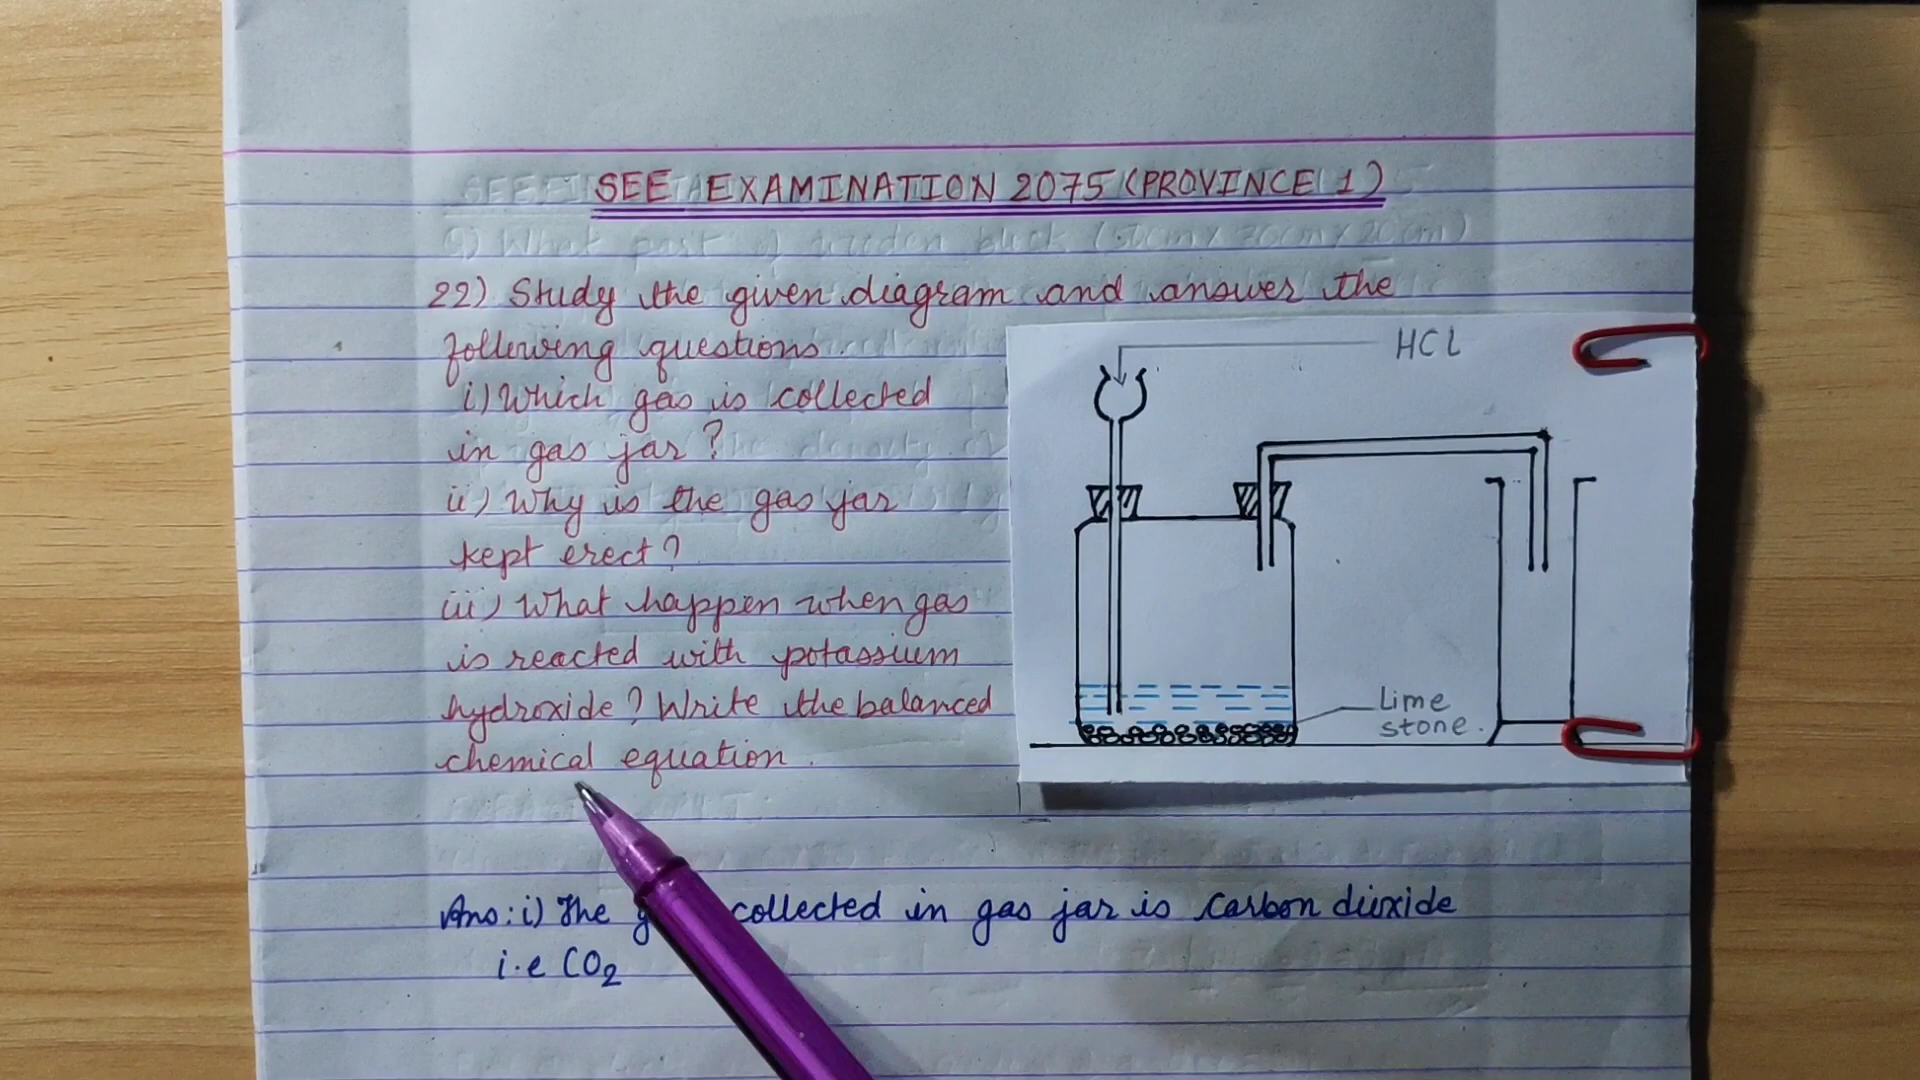 SEE EXAMINATION 2075 (PROVINCE 1)
22) Study the given diagram and answer the
following questions.
i) Which gas is collected
in gas jar?
ii) Why is the gas jar
kept erect?
iii) What happen when gas
is reacted with potassium
hydroxide? Write the balanced
chemical equation.
HCl
Lime
stone.
Ans: i) The collected in gas jar is carbon dioxide
i.e CO2